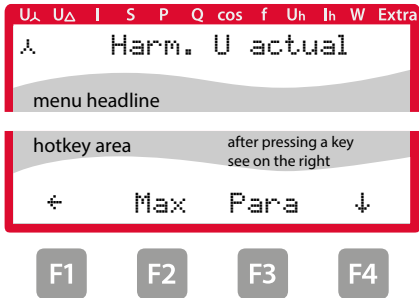 U⅄ U△ I S P Q cos f Uh Ih W Extra
⅄ Harm. U actual
menu headline
hotkey area
after pressing a key
see on the right
← Max Para ↓
F1 F2 F3 F4